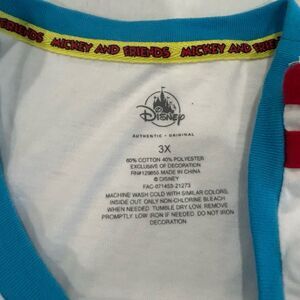 FRIENDS MICKEY AND FRIENDS MICKEY AND FRIENDS
Disney
AUTHENTIC • ORIGINAL
3X
60% COTTON 40% POLYESTER
EXCLUSIVE OF DECORATION
RN#129855 MADE IN CHINA
© DISNEY
FAC-071453-21273
MACHINE WASH COLD WITH SIMILAR COLORS,
INSIDE OUT. ONLY NON-CHLORINE BLEACH
WHEN NEEDED. TUMBLE DRY LOW. REMOVE
PROMPTLY. LOW IRON IF NEEDED. DO NOT IRON
DECORATION